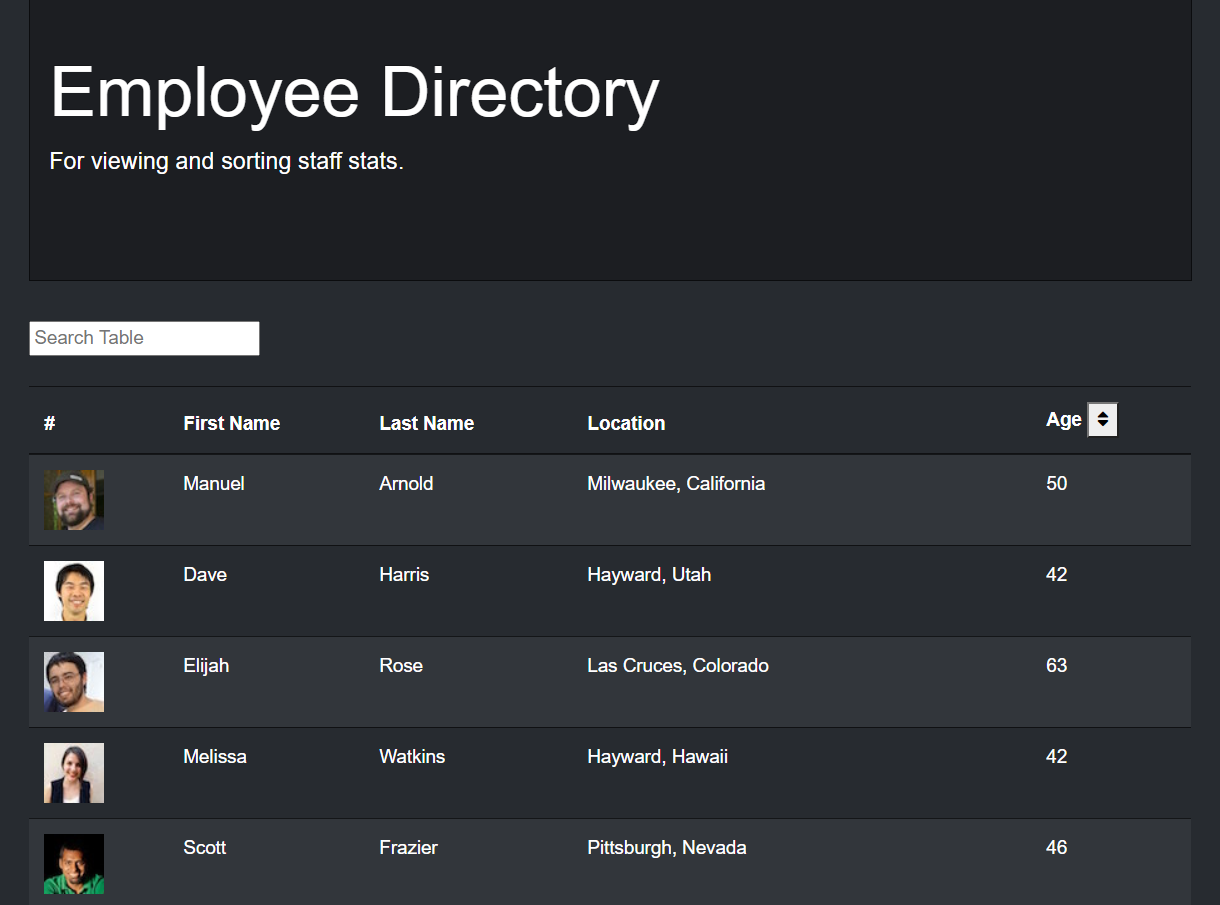 Employee Directory
For viewing and sorting staff stats.
Search Table
# First Name Last Name Location Age
Manuel Arnold Milwaukee, California 50
Dave Harris Hayward, Utah 42
Elijah Rose Las Cruces, Colorado 63
Melissa Watkins Hayward, Hawaii 42
Scott Frazier Pittsburgh, Nevada 46